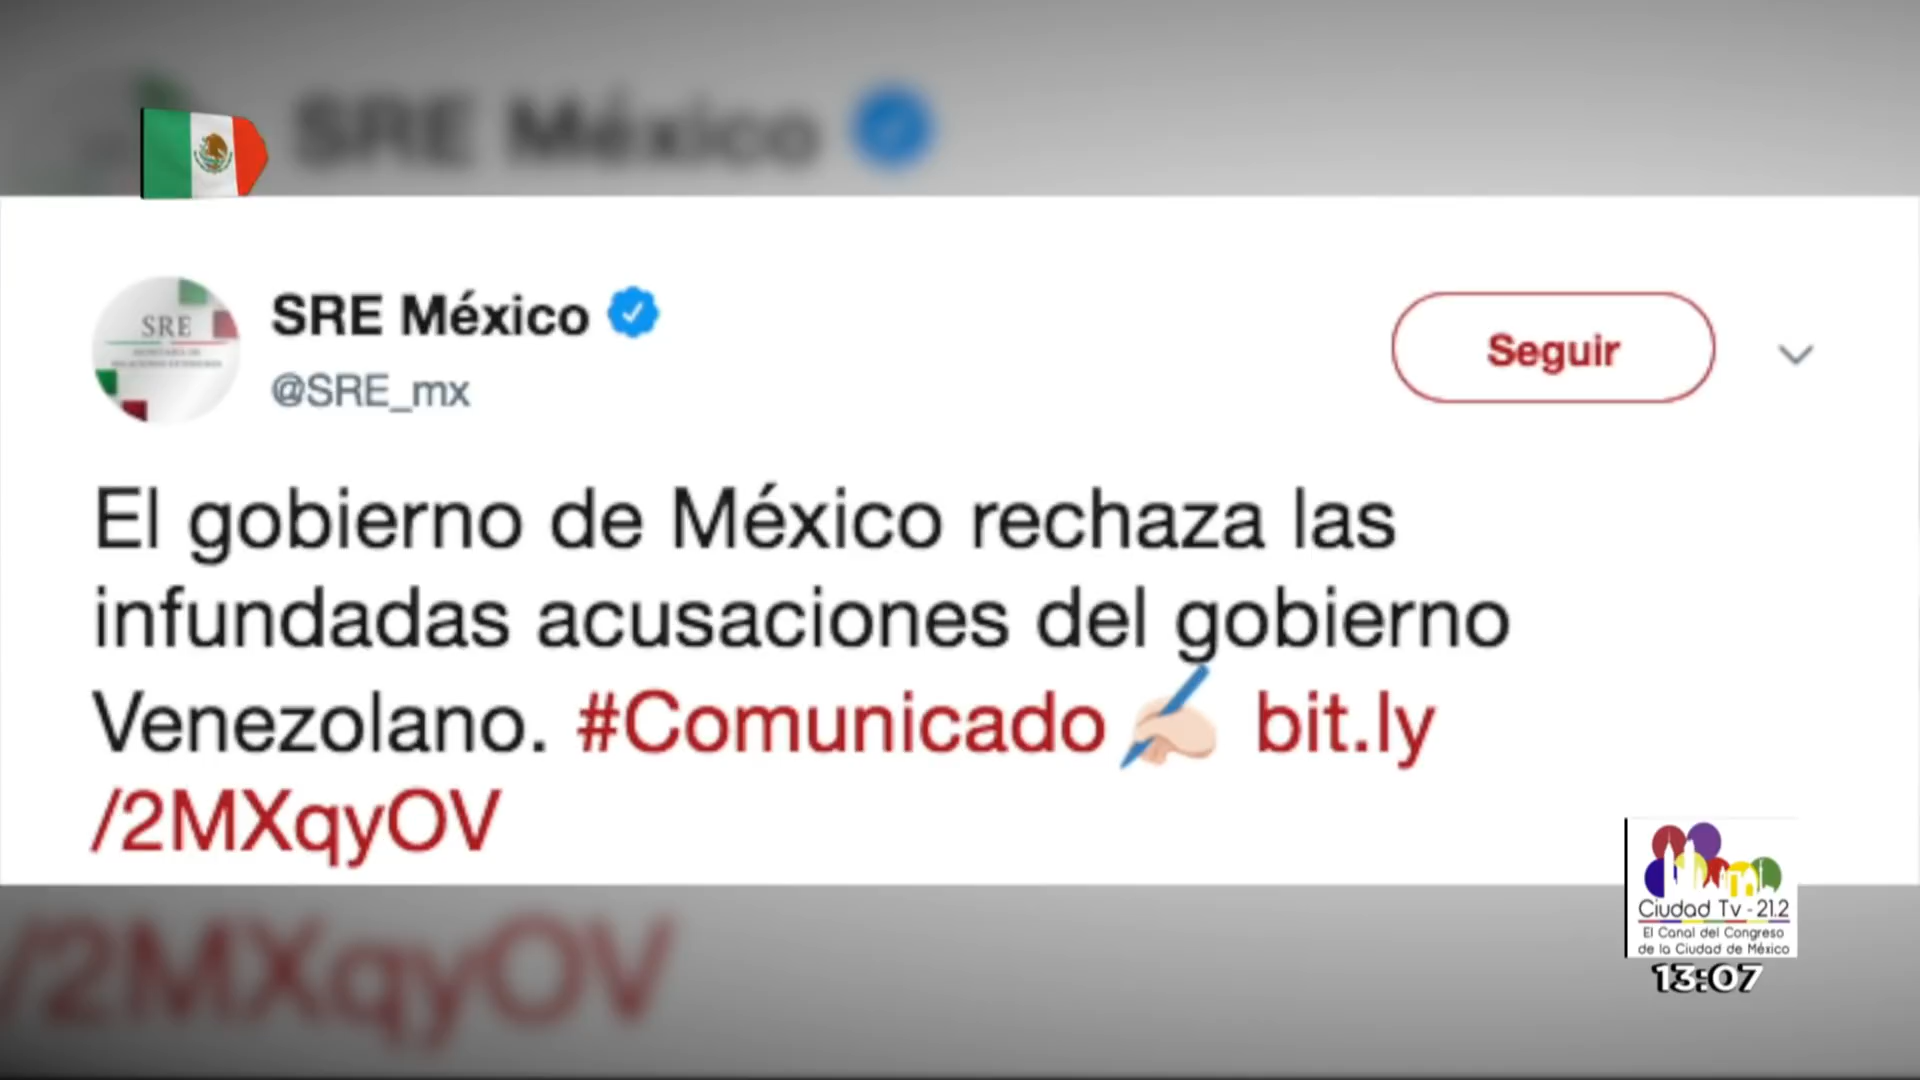 SRE México
SRE
SRE México
@SRE_mx
Seguir
El gobierno de México rechaza las
infundadas acusaciones del gobierno
Venezolano. #Comunicado✍🏻 bit.ly
/2MXqyOV
/2MXqyOV
Ciudad Tv - 21.2
El Canal del Congreso
de la Ciudad de México
13:07